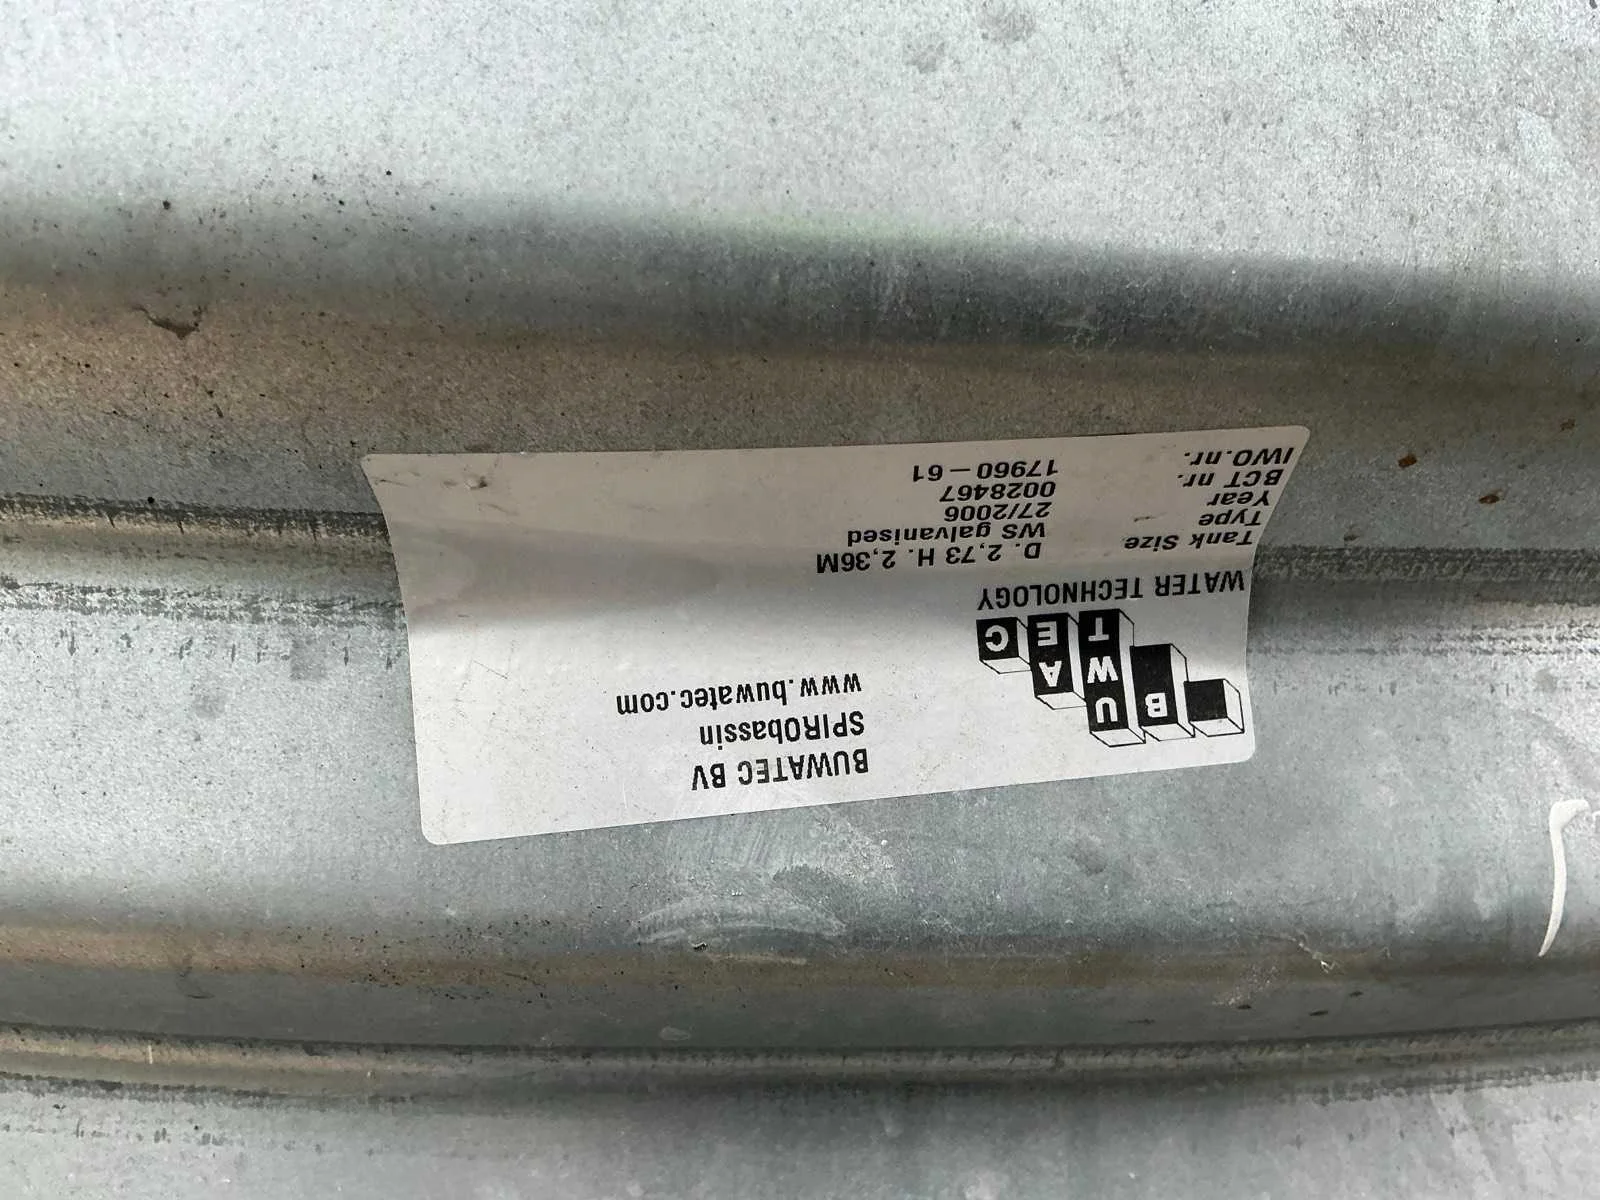 BUWATEC BV
SPIRObassin
www.buwatec.com
B
U W T
A E
C
WATER TECHNOLOGY
Tank Size D. 2,73 H. 2,36M
Type WS galvanised
Year 27/2006
BCT nr. 0028467
IWO.nr. 17960 – 61